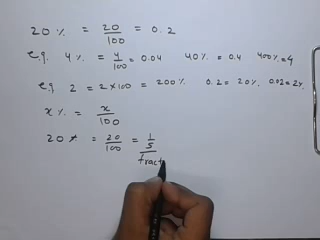 20% = 20/100 = 0.2
e.g. 4% = 4/100 = 0.04 40% = 0.4 400% = 4
e.g 2 = 2×100 = 200% 0.2 = 20% 0.02 = 2%
x% = x/100
20% = 20/100 = 1/5
fract